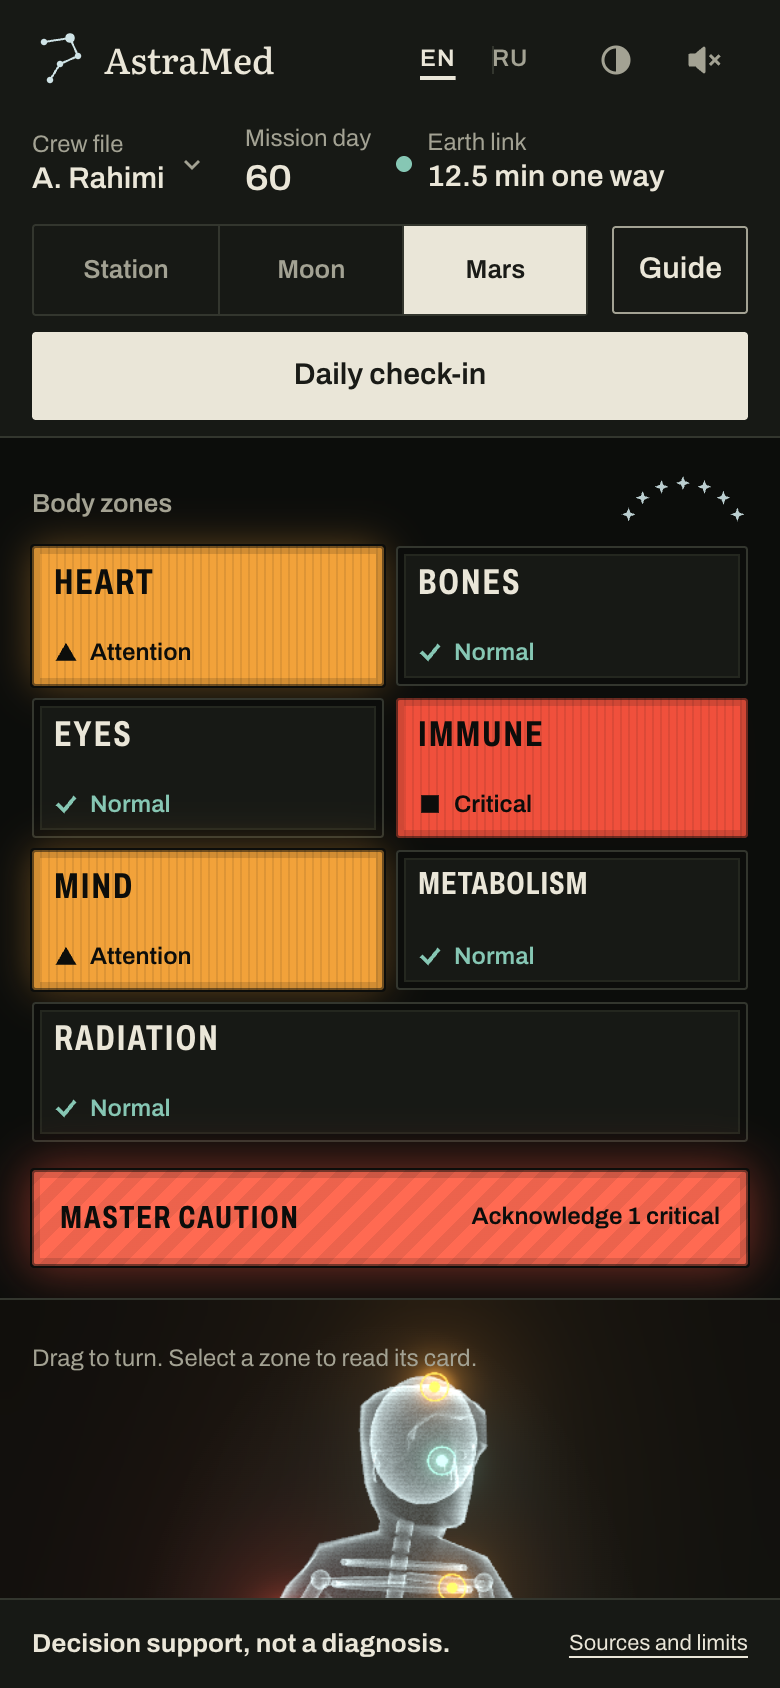 AstraMed
EN RU
Crew file
A. Rahimi
Mission day
60
Earth link
12.5 min one way
Station
Moon
Mars
Guide
Daily check-in
Body zones
HEART
Attention
BONES
Normal
EYES
Normal
IMMUNE
Critical
MIND
Attention
METABOLISM
Normal
RADIATION
Normal
MASTER CAUTION
Acknowledge 1 critical
Drag to turn. Select a zone to read its card.
Decision support, not a diagnosis.
Sources and limits